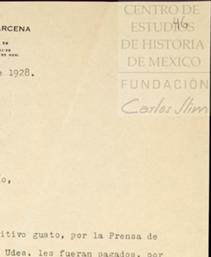 CENTRO DE
ESTUDIOS
DE HISTORIA
DE MEXICO
FUNDACIÓN
Carlos Slim
46
ARCENA
e 1928.
o,
itivo gusto, por la Prensa de
Udes. les fueran pagados, por